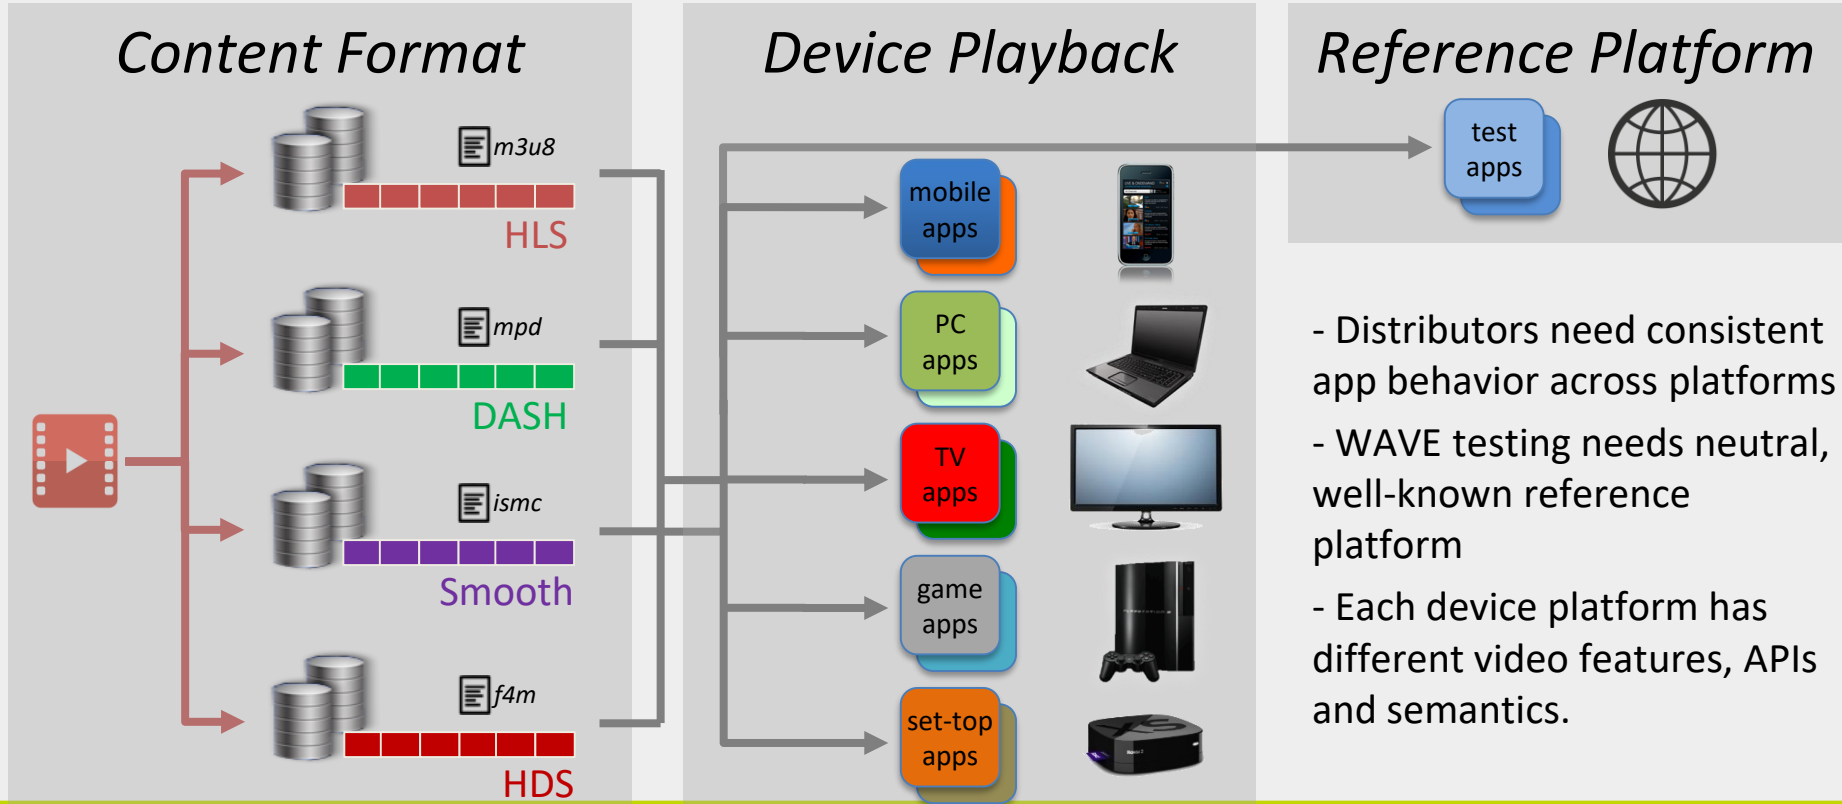 Content Format
m3u8
HLS
mpd
DASH
ismc
Smooth
f4m
HDS
Device Playback
mobile
apps
PC
apps
TV
apps
game
apps
set-top
apps
Reference Platform
test
apps
- Distributors need consistent
app behavior across platforms
- WAVE testing needs neutral,
well-known reference
platform
- Each device platform has
different video features, APIs
and semantics.